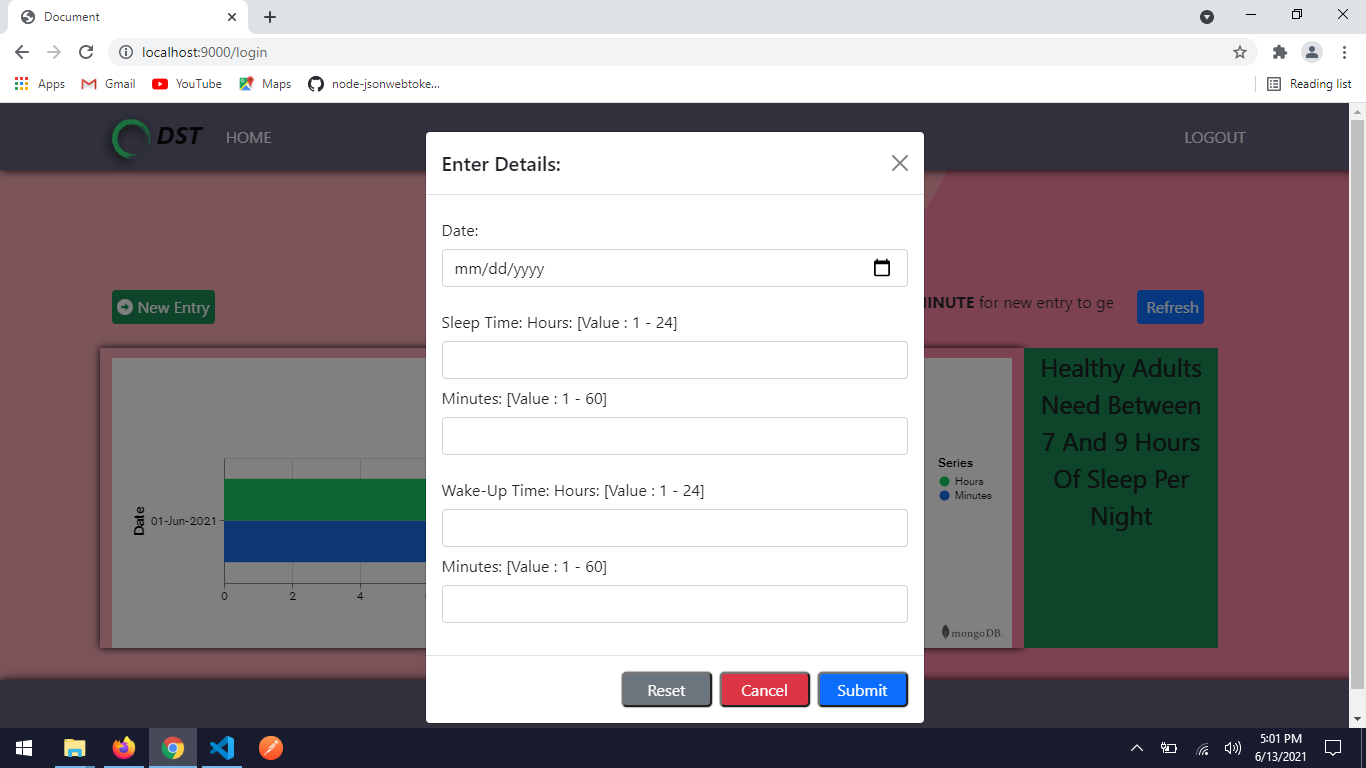 Document
localhost:9000/login
Apps
Gmail
YouTube
Maps
node-jsonwebtoke...
Reading list
DST
HOME
LOGOUT
Enter Details:
Date:
mm/dd/yyyy
New Entry
MINUTE for new entry to ge
Refresh
Sleep Time: Hours: [Value : 1 - 24]
Minutes: [Value : 1 - 60]
Wake-Up Time: Hours: [Value : 1 - 24]
Minutes: [Value : 1 - 60]
Reset
Cancel
Submit
Date
01-Jun-2021
0 2 4
Series
Hours
Minutes
mongoDB.
Healthy Adults
Need Between
7 And 9 Hours
Of Sleep Per
Night
5:01 PM
6/13/2021